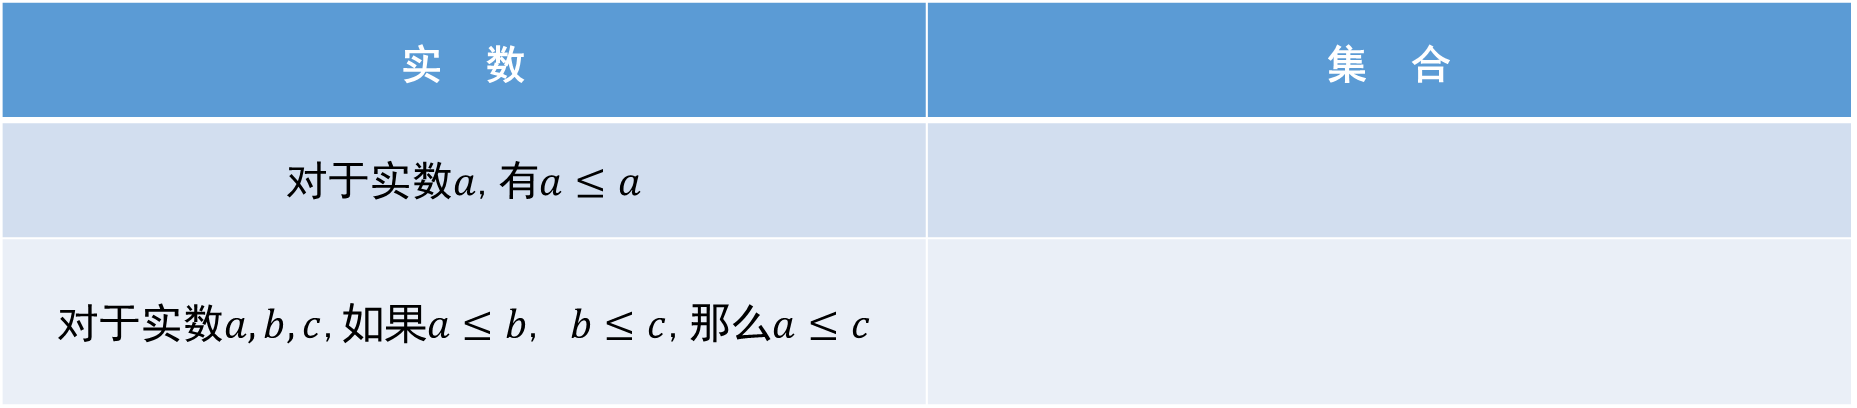 实 数
集 合
对于实数a, 有a ≤ a
对于实数a, b, c, 如果a ≤ b, b ≤ c, 那么a ≤ c